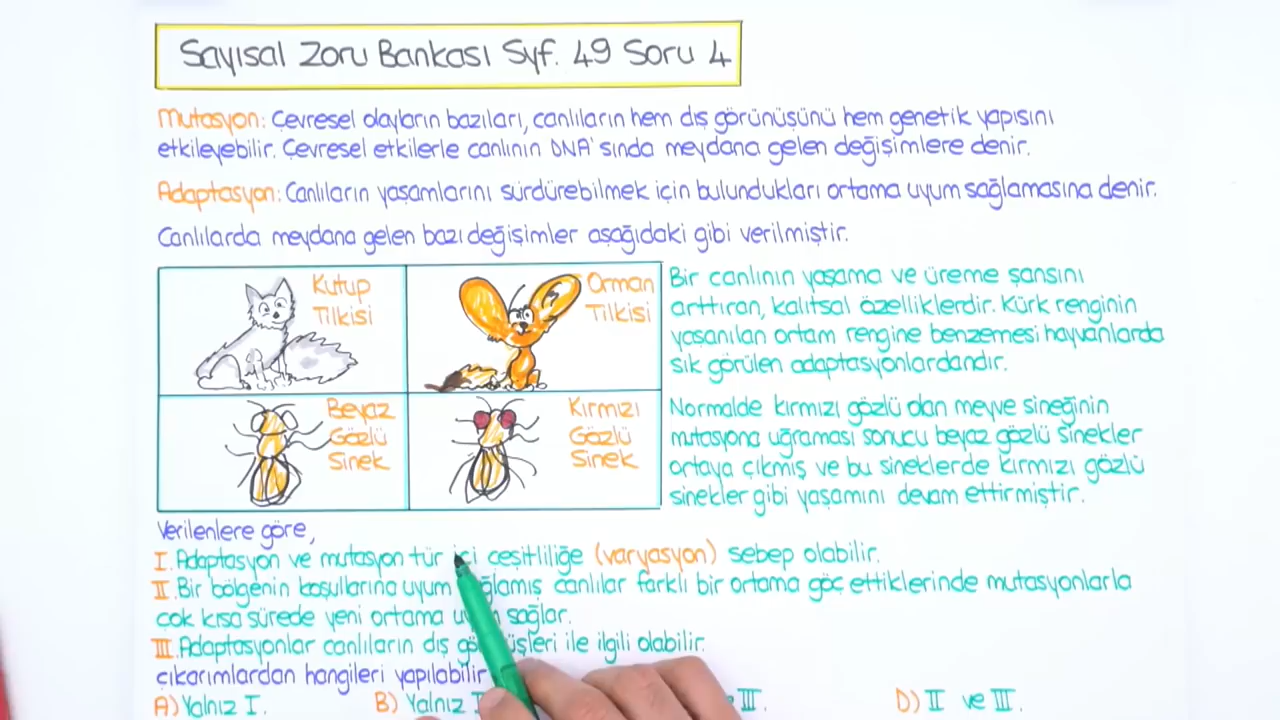 Sayısal Zoru Bankası Syf. 49 Soru 4
Mutasyon: Çevresel olayların bazıları, canlıların hem dış görünüşünü hem genetik yapısını
etkileyebilir. Çevresel etkilerle canlının DNA'sında meydana gelen değişimlere denir.
Adaptasyon: Canlıların yaşamlarını sürdürebilmek için bulundukları ortama uyum sağlamasına denir.
Canlılarda meydana gelen bazı değişimler aşağıdaki gibi verilmiştir.
Kutup
Tilkisi
Orman
Tilkisi
Bir canlının yaşama ve üreme şansını
arttıran, kalıtsal özelliklerdir. Kürk renginin
yaşanılan ortam rengine benzemesi hayvanlarda
sık görülen adaptasyonlardandır.
Beyaz
Gözlü
Sinek
Kırmızı
Gözlü
Sinek
Normalde kırmızı gözlü olan meyve sineğinin
mutasyona uğraması sonucu beyaz gözlü sinekler
ortaya çıkmış ve bu sineklerde kırmızı gözlü
sinekler gibi yaşamını devam ettirmiştir.
Verilenlere göre,
I. Adaptasyon ve mutasyon tür içi çeşitliliğe (varyasyon) sebep olabilir.
II. Bir bölgenin koşullarına uyum sağlamış canlılar farklı bir ortama göç ettiklerinde mutasyonlarla
çok kısa sürede yeni ortama sağlar.
III. Adaptasyonlar canlıların dış ile ilgili olabilir.
çıkarımlardan hangileri yapılabilir
A) Yalnız I. B) Yalnız III. D) II ve III.